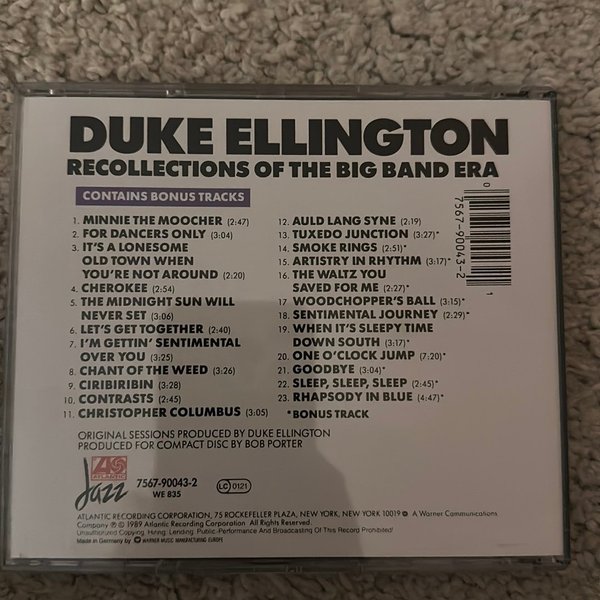 DUKE ELLINGTON
RECOLLECTIONS OF THE BIG BAND ERA
CONTAINS BONUS TRACKS
1. MINNIE THE MOOCHER (2:47)
2. FOR DANCERS ONLY (3:04)
3. IT'S A LONESOME
OLD TOWN WHEN
YOU'RE NOT AROUND (2:20)
4. CHEROKEE (2:54)
5. THE MIDNIGHT SUN WILL
NEVER SET (3:06)
6. LET'S GET TOGETHER (2:40)
7. I'M GETTIN' SENTIMENTAL
OVER YOU (3:25)
8. CHANT OF THE WEED (3:26)
9. CIRIBIRIBIN (3:28)
10. CONTRASTS (2:45)
11. CHRISTOPHER COLUMBUS (3:05)
12. AULD LANG SYNE (2:19)
13. TUXEDO JUNCTION (3:27)*
14. SMOKE RINGS (2:51)*
15. ARTISTRY IN RHYTHM (3:17)*
16. THE WALTZ YOU
SAVED FOR ME (2:27)*
17. WOODCHOPPER'S BALL (3:15)*
18. SENTIMENTAL JOURNEY (2:29)*
19. WHEN IT'S SLEEPY TIME
DOWN SOUTH (3:17)*
20. ONE O'CLOCK JUMP (7:20)*
21. GOODBYE (3:04)*
22. SLEEP, SLEEP, SLEEP (2:45)*
23. RHAPSODY IN BLUE (4:47)*
*BONUS TRACK
0 7567-90043-2 1
ORIGINAL SESSIONS PRODUCED BY DUKE ELLINGTON
PRODUCED FOR COMPACT DISC BY BOB PORTER
ATLANTIC
Jazz
7567-90043-2
WE 835
LC 0121
ATLANTIC RECORDING CORPORATION, 75 ROCKEFELLER PLAZA, NEW YORK, NEW YORK 10019 A Warner Communications
Company ℗ © 1989 Atlantic Recording Corporation. All Rights Reserved.
Unauthorized Copying, Hiring, Lending, Public-Performance And Broadcasting Of This Record Prohibited!
Made in Germany by WARNER MUSIC MANUFACTURING EUROPE